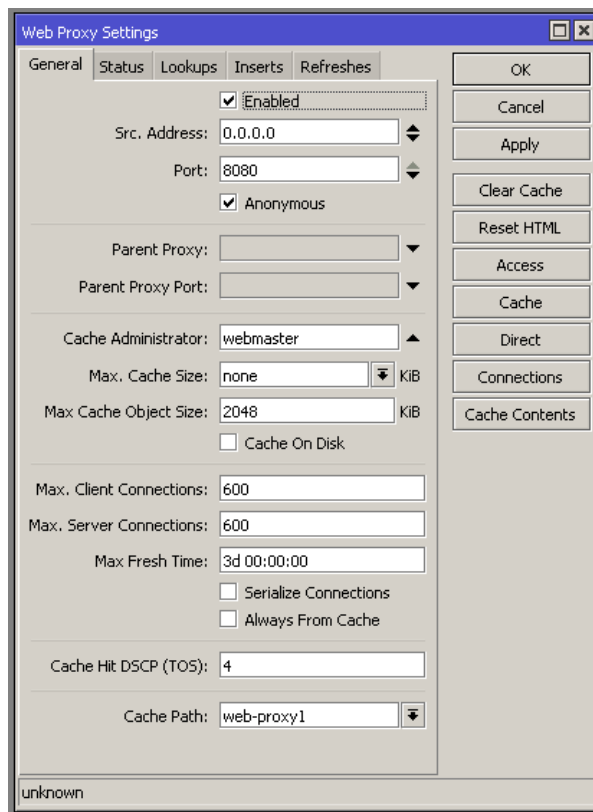 Web Proxy Settings
General Status Lookups Inserts Refreshes
Enabled
Src. Address: 0.0.0.0
Port: 8080
Anonymous
Parent Proxy:
Parent Proxy Port:
Cache Administrator: webmaster
Max. Cache Size: none KiB
Max Cache Object Size: 2048 KiB
Cache On Disk
Max. Client Connections: 600
Max. Server Connections: 600
Max Fresh Time: 3d 00:00:00
Serialize Connections
Always From Cache
Cache Hit DSCP (TOS): 4
Cache Path: web-proxy1
OK
Cancel
Apply
Clear Cache
Reset HTML
Access
Cache
Direct
Connections
Cache Contents
unknown